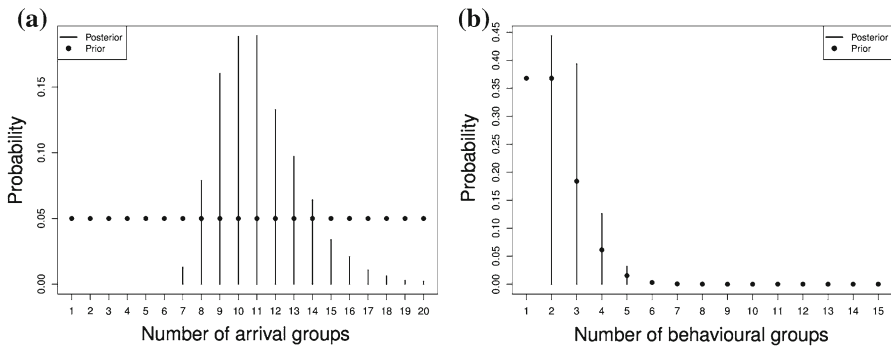 (a)
Posterior
Prior
Probability
0.15
0.10
0.05
0.00
1 2 3 4 5 6 7 8 9 10 11 12 13 14 15 16 17 18 19 20
Number of arrival groups
(b)
Posterior
Prior
Probability
0.45
0.40
0.35
0.30
0.25
0.20
0.15
0.10
0.05
0.00
1 2 3 4 5 6 7 8 9 10 11 12 13 14 15
Number of behavioural groups